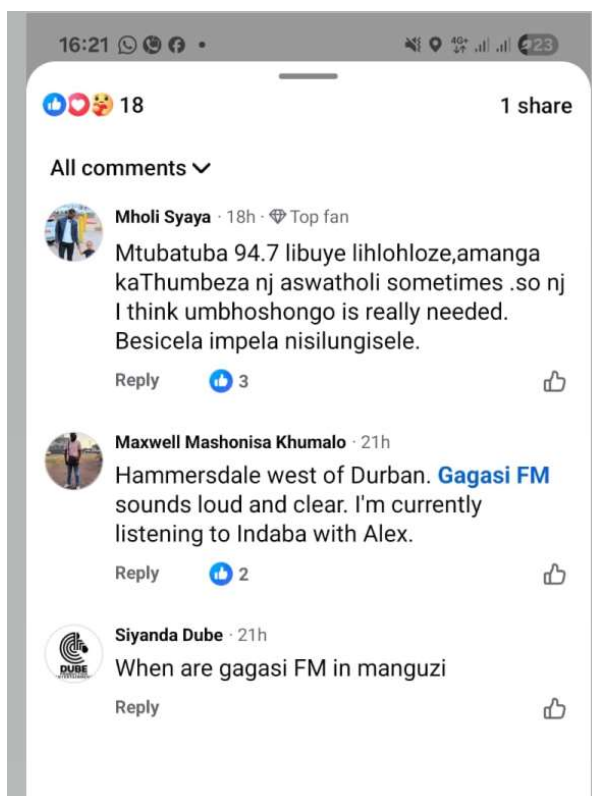 16:21
4G+
23
18
1 share
All comments
Mholi Syaya · 18h · Top fan
Mtubatuba 94.7 libuye lihlohloze,amanga
kaThumbeza nj aswatholi sometimes .so nj
I think umbhoshongo is really needed.
Besicela impela nisilungisele.
Reply 3
Maxwell Mashonisa Khumalo · 21h
Hammersdale west of Durban. Gagasi FM
sounds loud and clear. I'm currently
listening to Indaba with Alex.
Reply 2
Siyanda Dube · 21h
DUBE
When are gagasi FM in manguzi
Reply